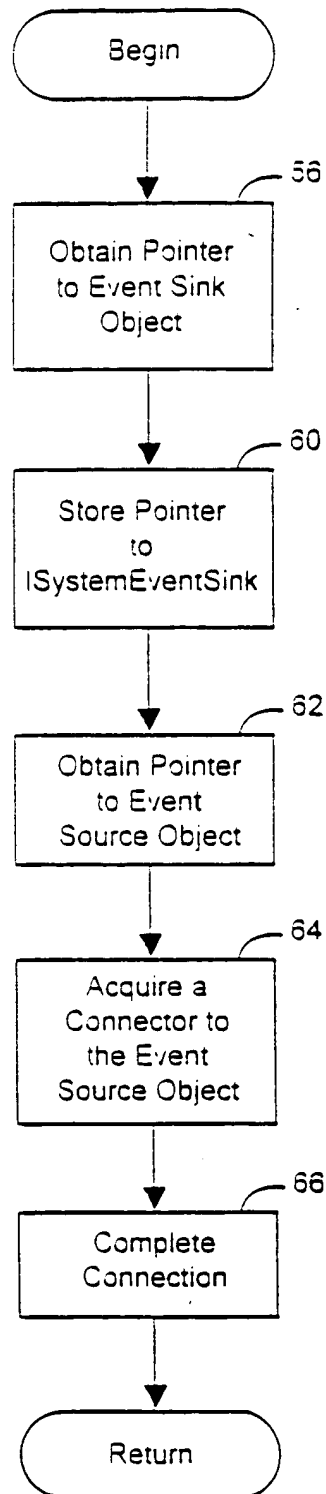 Begin
56
Obtain Pointer
to Event Sink
Object
60
Store Pointer
to
ISystemEventSink
62
Obtain Pointer
to Event
Source Object
64
Acquire a
Connector to
the Event
Source Object
66
Complete
Connection
Return